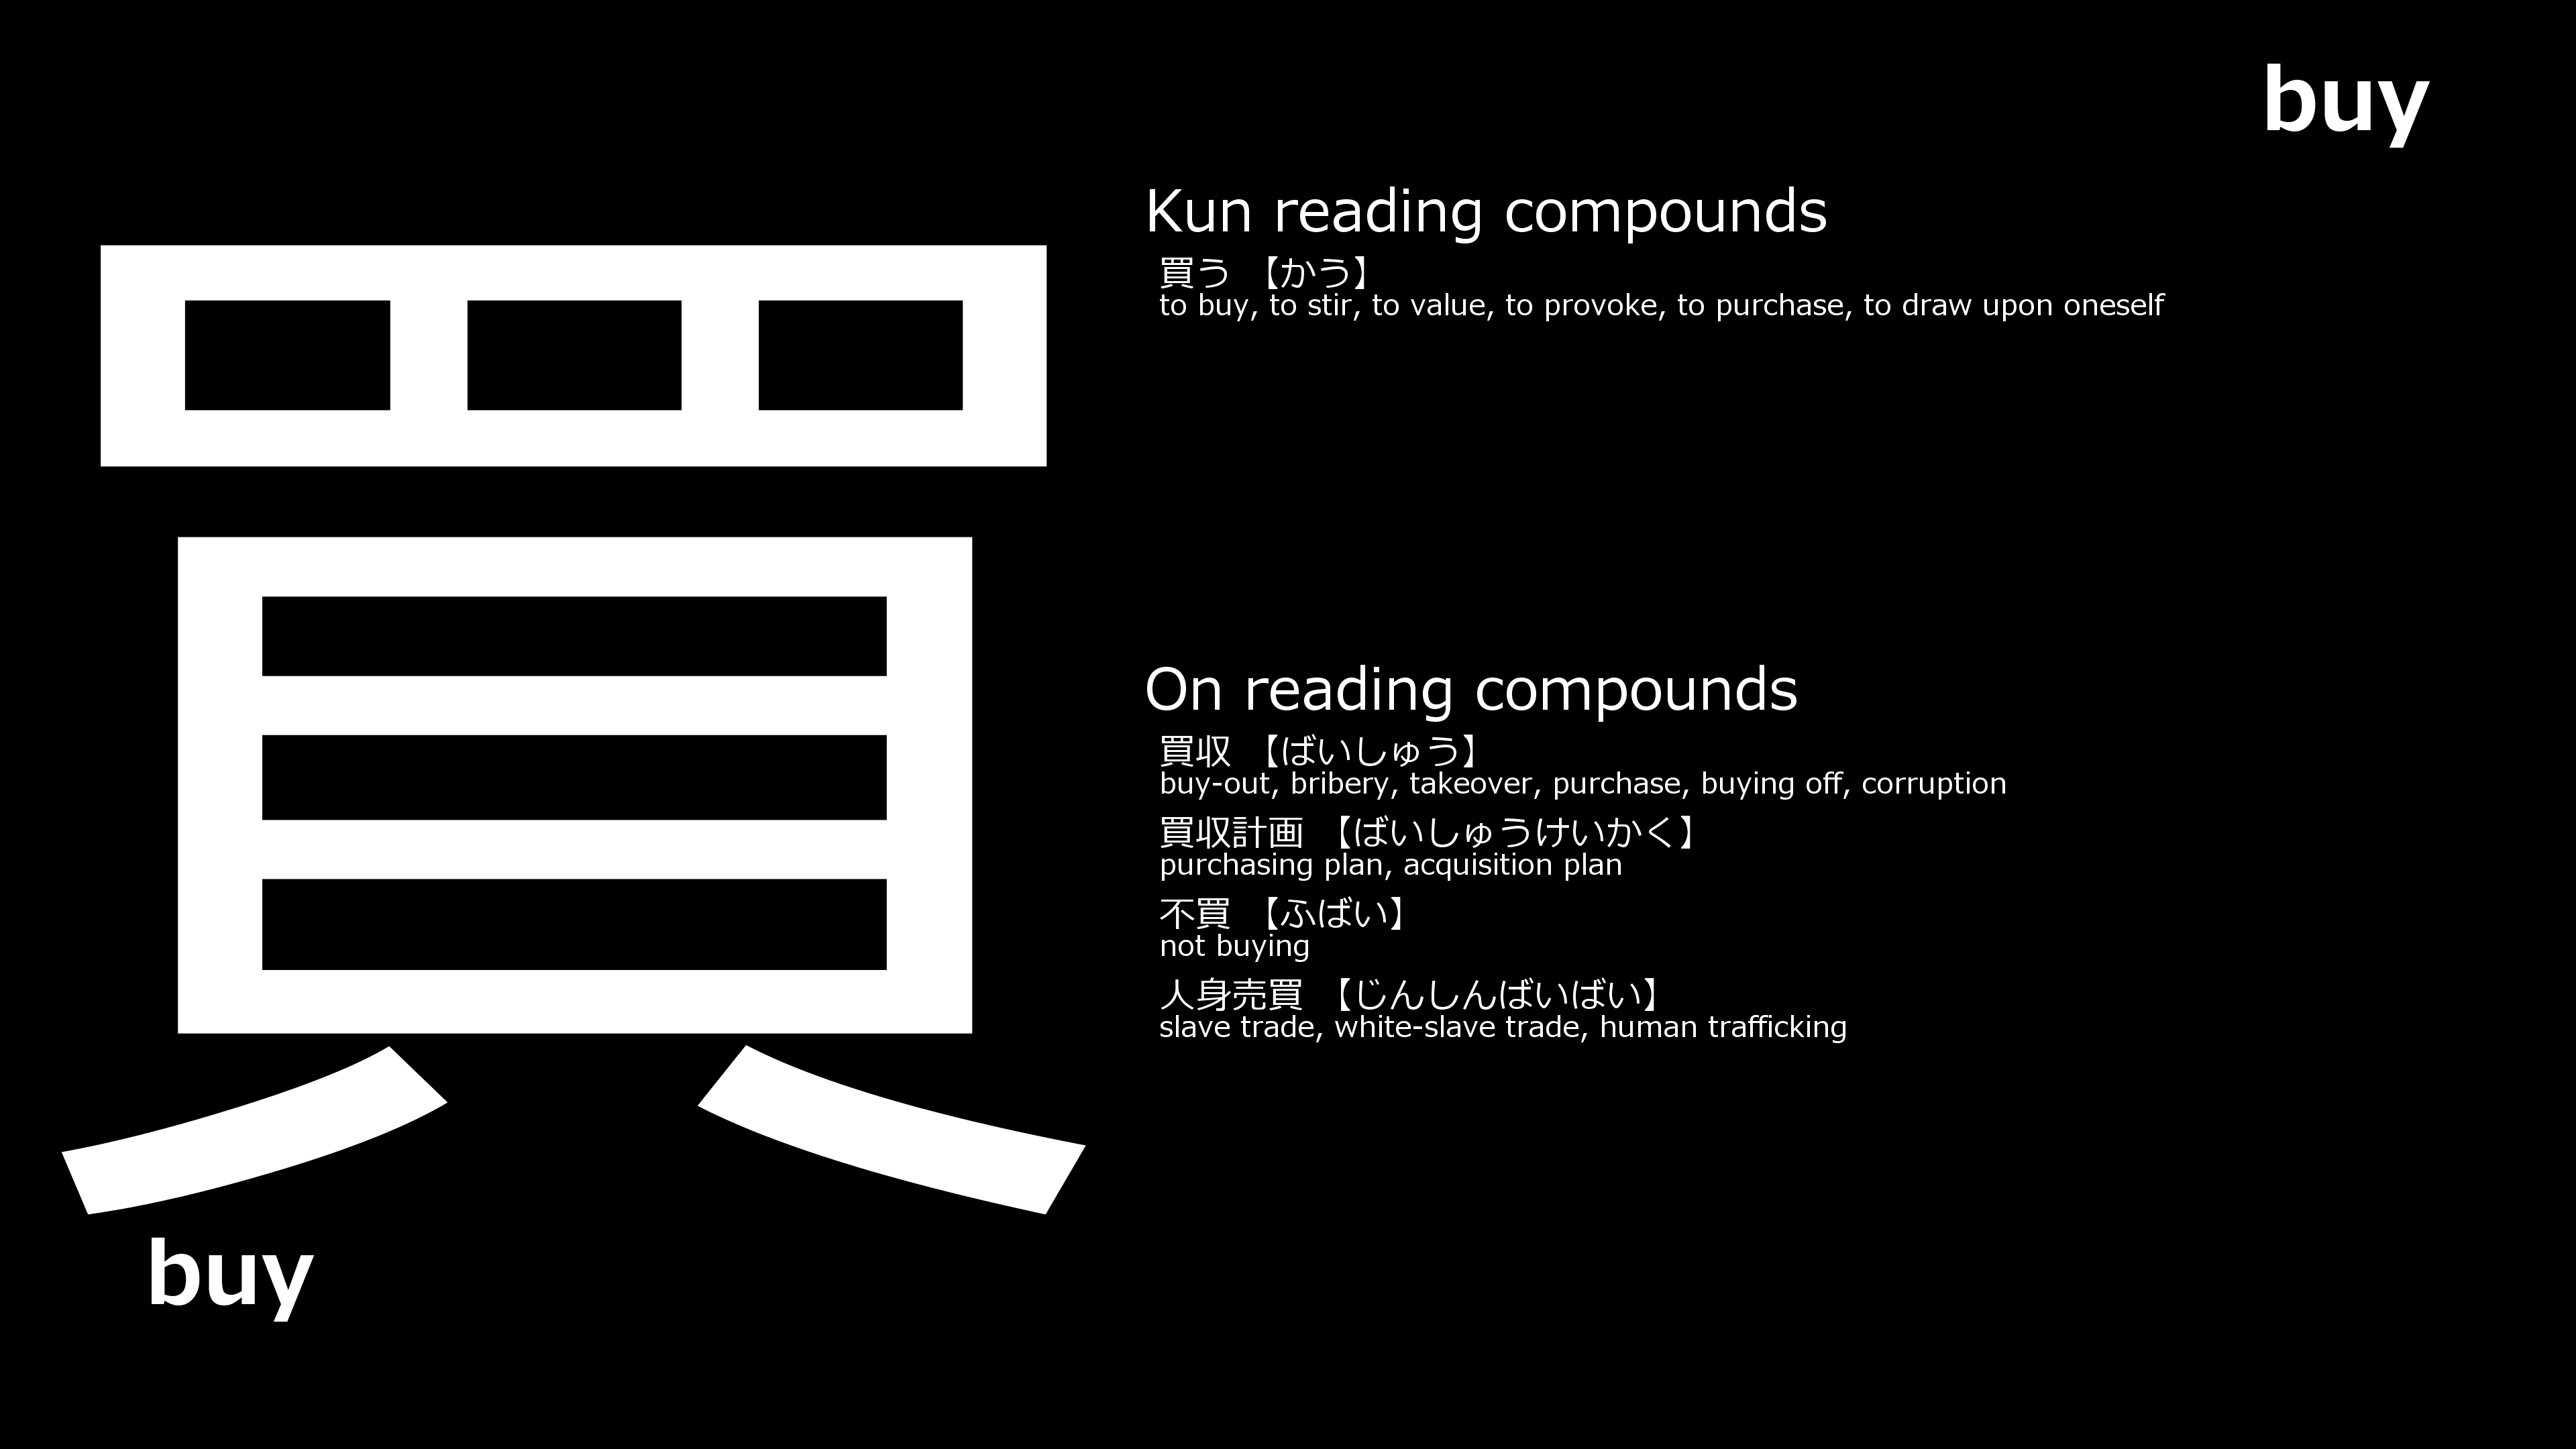 buy
買
buy
Kun reading compounds
買う 【かう】
to buy, to stir, to value, to provoke, to purchase, to draw upon oneself
On reading compounds
買収 【ばいしゅう】
buy-out, bribery, takeover, purchase, buying off, corruption
買収計画 【ばいしゅうけいかく】
purchasing plan, acquisition plan
不買 【ふばい】
not buying
人身売買 【じんしんばいばい】
slave trade, white-slave trade, human trafficking